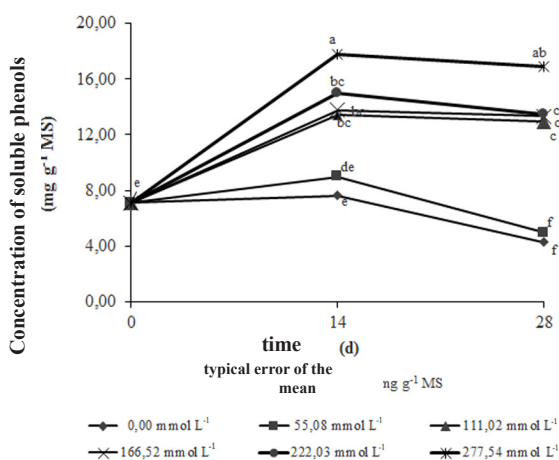 Concentration of soluble phenols
(mg g⁻¹ MS)
20,00
16,00
12,00
8,00
4,00
0,00
a
ab
bc
c
bc
c
c
e
de
e
f
f
0
14
28
time
(d)
typical error of the
mean
ng g⁻¹ MS
0,00 mmol L⁻¹
55,08 mmol L⁻¹
111,02 mmol L⁻¹
166,52 mmol L⁻¹
222,03 mmol L⁻¹
277,54 mmol L⁻¹